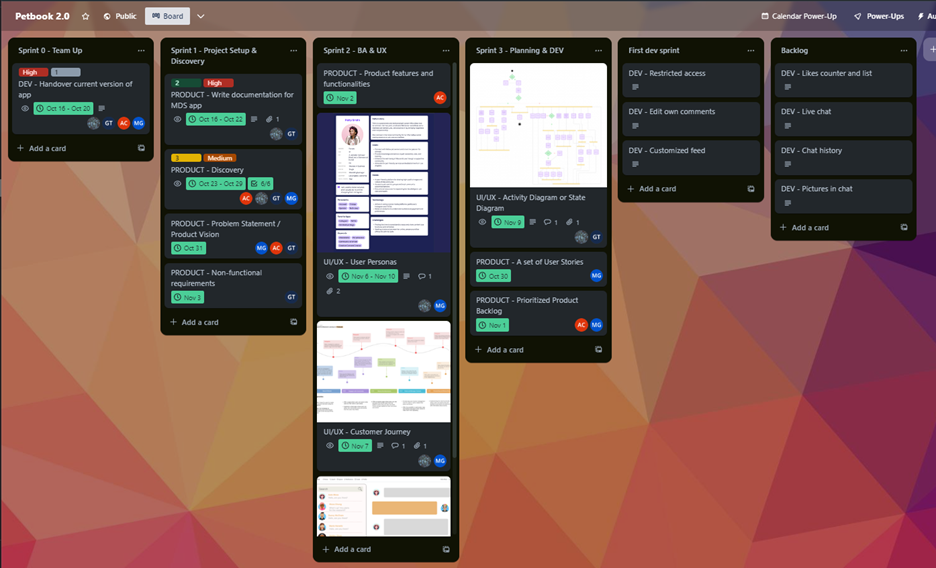 Petbook 2.0
Public
Board
Calendar Power-Up
Power-Ups
Au
Sprint 0 - Team Up
High 1
DEV - Handover current version of
app
Oct 16 - Oct 20
GT AC MG
Add a card
Sprint 1 - Project Setup &
Discovery
2 High
PRODUCT - Write documentation for
MDS app
Oct 16 - Oct 22 1
GT
3 Medium
PRODUCT - Discovery
Oct 23 - Oct 29 6/6
AC GT MG
PRODUCT - Problem Statement /
Product Vision
Oct 31
MG AC GT
PRODUCT - Non-functional
requirements
Nov 3
GT
Add a card
Sprint 2 - BA & UX
PRODUCT - Product features and
functionalities
Nov 2
AC
UI/UX - User Personas
Nov 6 - Nov 10 1
2
MG
UI/UX - Customer Journey
Nov 7 1 1
MG
Add a card
Sprint 3 - Planning & DEV
UI/UX - Activity Diagram or State
Diagram
Nov 9 1 1
GT
PRODUCT - A set of User Stories
Oct 30
MG
PRODUCT - Prioritized Product
Backlog
Nov 1
AC MG
Add a card
First dev sprint
DEV - Restricted access
DEV - Edit own comments
DEV - Customized feed
Add a card
Backlog
DEV - Likes counter and list
DEV - Live chat
DEV - Chat history
DEV - Pictures in chat
Add a card